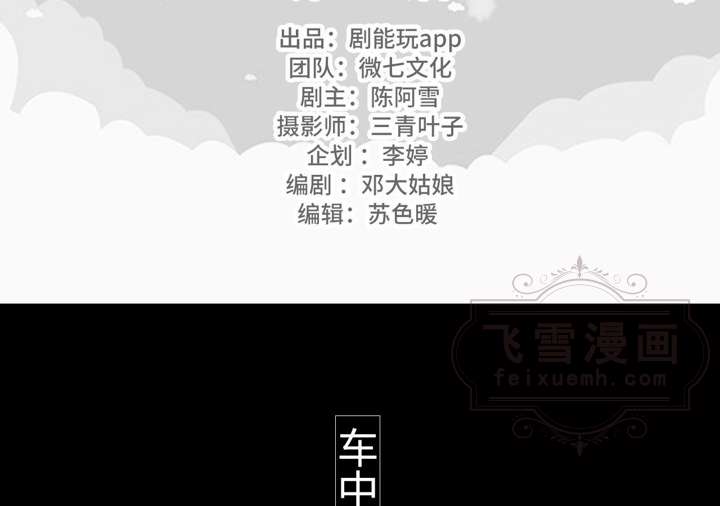 出品：剧能玩app
团队：微七文化
剧主：陈阿雪
摄影师：三青叶子
企划 ：李婷
编剧 ：邓大姑娘
编辑：苏色暖
飞雪漫画
feixuemh.com
车中